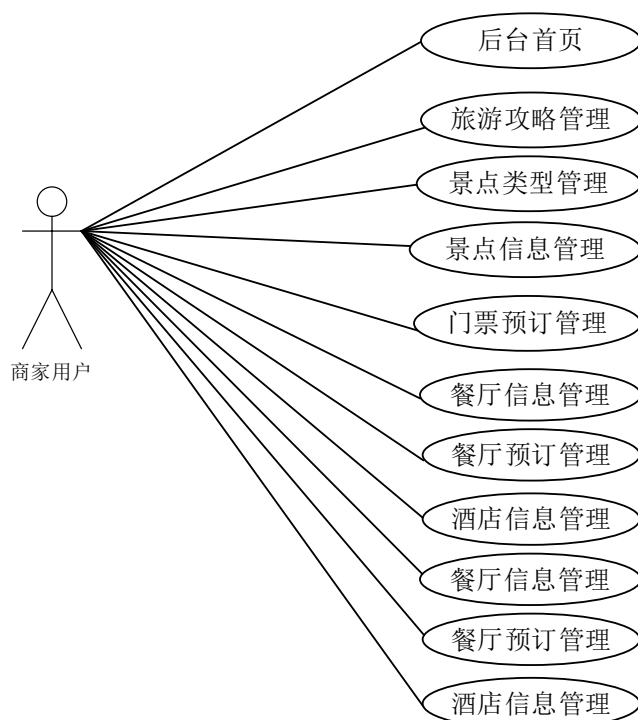 后台首页
旅游攻略管理
景点类型管理
景点信息管理
门票预订管理
商家用户
餐厅信息管理
餐厅预订管理
酒店信息管理
餐厅信息管理
餐厅预订管理
酒店信息管理